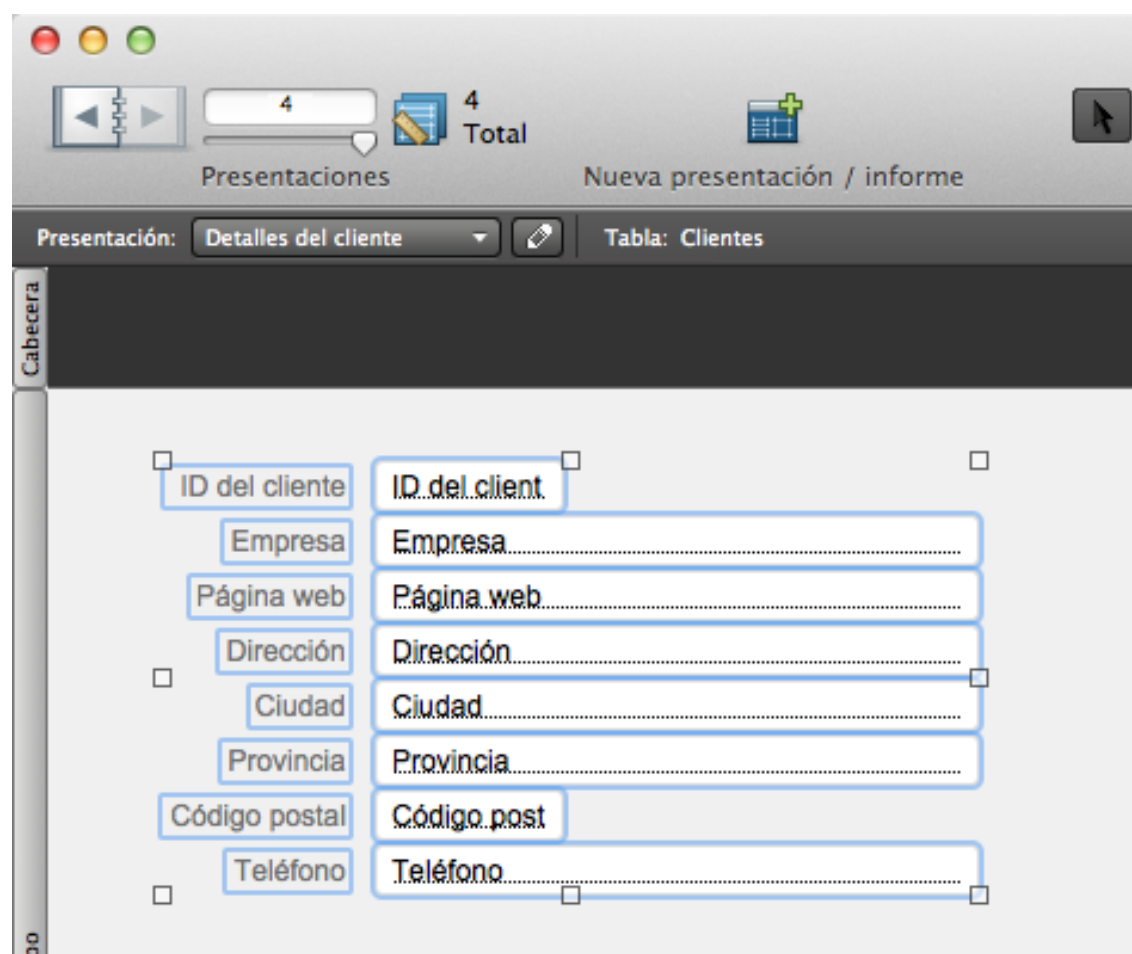 4
4
Total
Presentaciones
Nueva presentación / informe
Presentación: Detalles del cliente Tabla: Clientes
Cabecera
ID del cliente ID del client
Empresa Empresa
Página web Página web
Dirección Dirección
Ciudad Ciudad
Provincia Provincia
Código postal Código post
Teléfono Teléfono